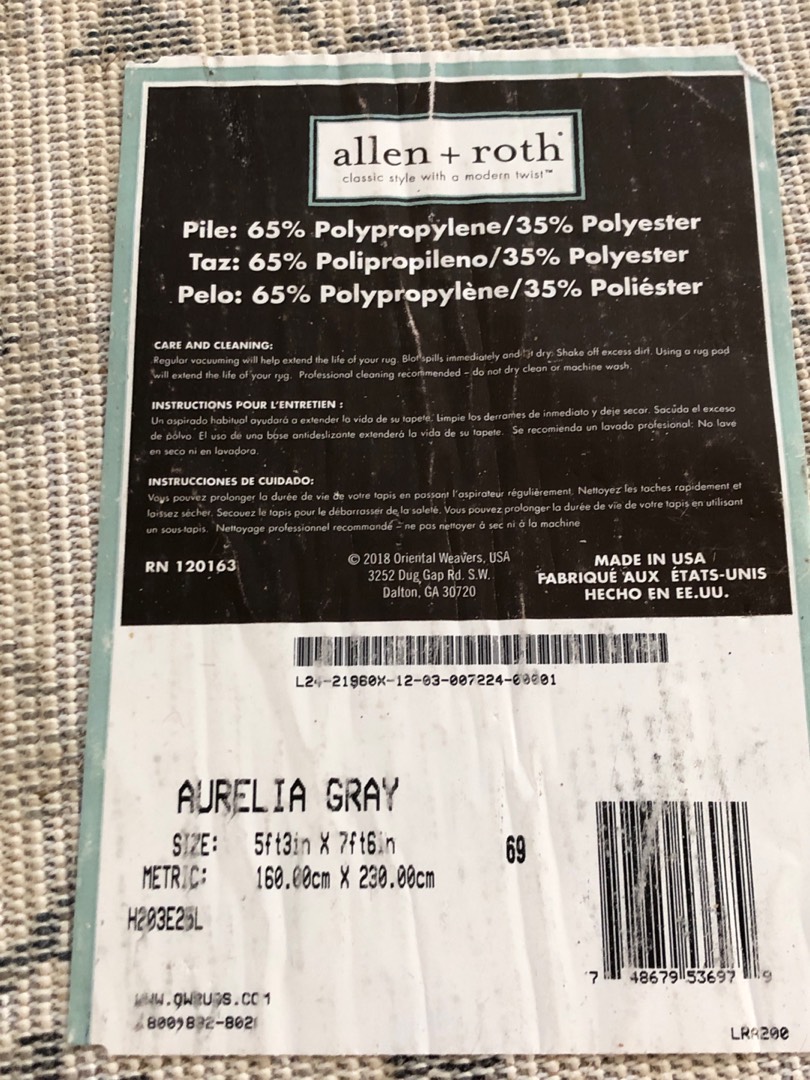 allen + roth®
classic style with a modern twist™
Pile: 65% Polypropylene/35% Polyester
Taz: 65% Polipropileno/35% Polyester
Pelo: 65% Polypropylène/35% Poliéster
CARE AND CLEANING:
Regular vacuuming will help extend the life of your rug. Blot spills immediately and dry. Shake off excess dirt. Using a rug pad
will extend the life of your rug. Professional cleaning recommended – do not dry clean or machine wash.
INSTRUCTIONS POUR L'ENTRETIEN :
Un aspirado habitual ayudará a extender la vida de su tapete. Limpie los derrames de inmediato y deje secar. Sacúda el exceso
de polvo. El uso de una base antideslizante extenderá la vida de su tapete. Se recomienda un lavado profesional: No lave
en seco ni en lavadora.
INSTRUCCIONES DE CUIDADO:
Vous pouvez prolonger la durée de vie de votre tapis en passant l'aspirateur régulièrement. Nettoyez les taches rapidement et
laissez sécher. Secouez le tapis pour le débarrasser de la saleté. Vous pouvez prolonger la durée de vie de votre tapis en utilisant
un sous-tapis. Nettoyage professionnel recommandé – ne pas nettoyer à sec ni à la machine
RN 120163
© 2018 Oriental Weavers, USA
3252 Dug Gap Rd. S.W.
Dalton, GA 30720
MADE IN USA
FABRIQUÉ AUX ÉTATS-UNIS
HECHO EN EE.UU.
AURELIA GRAY
SIZE: 5ft3in X 7ft6in
METRIC: 160.00cm X 230.00cm
69
7 48679 53697 9